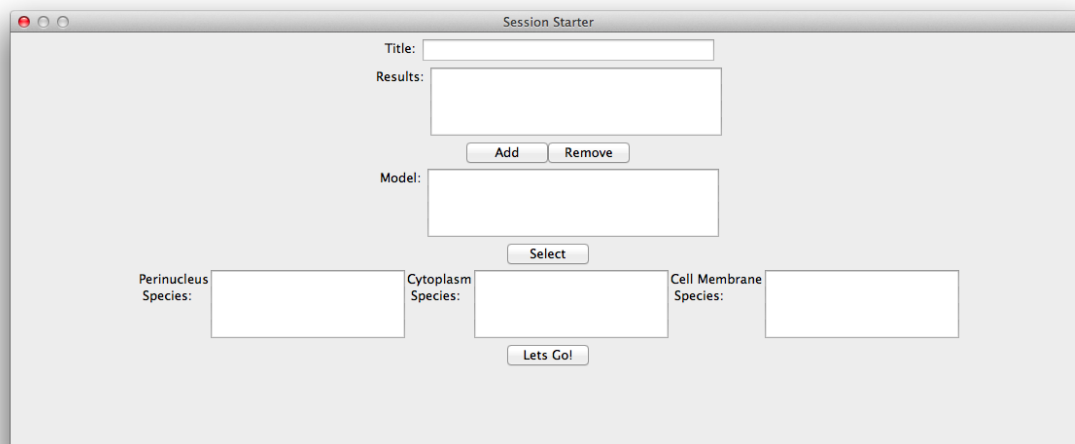 Session Starter
Title:
Results:
Add Remove
Model:
Select
Perinucleus Cytoplasm Cell Membrane
Species: Species: Species:
Lets Go!